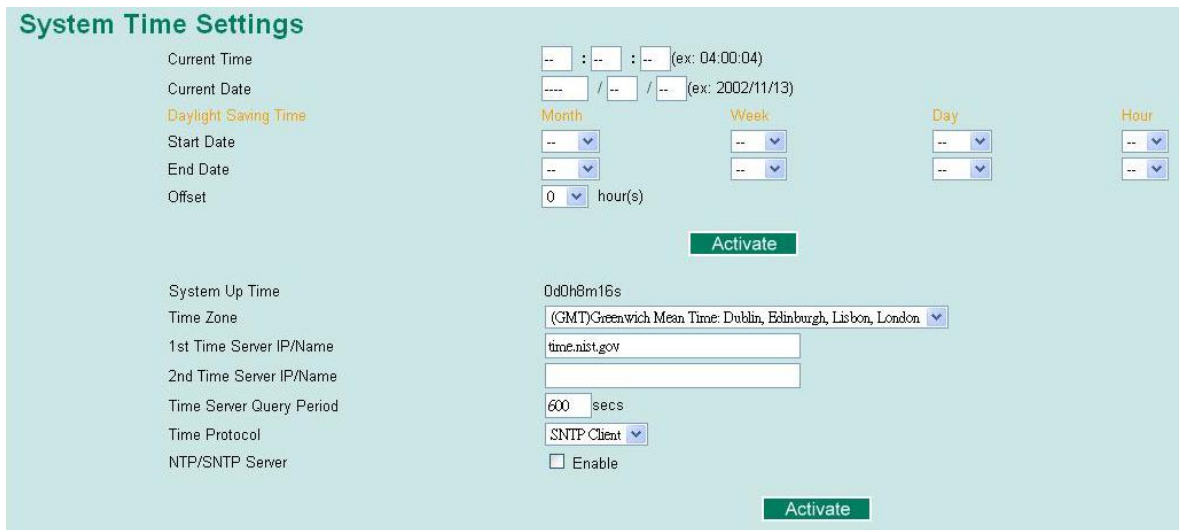 System Time Settings
Current Time -- : -- : -- (ex: 04:00:04)
Current Date ---- / -- / -- (ex: 2002/11/13)
Daylight Saving Time Month Week Day Hour
Start Date -- -- -- --
End Date -- -- -- --
Offset 0 hour(s)
Activate
System Up Time 0d0h8m16s
Time Zone (GMT)Greenwich Mean Time: Dublin, Edinburgh, Lisbon, London
1st Time Server IP/Name time.nist.gov
2nd Time Server IP/Name
Time Server Query Period 600 secs
Time Protocol SNTP Client
NTP/SNTP Server Enable
Activate